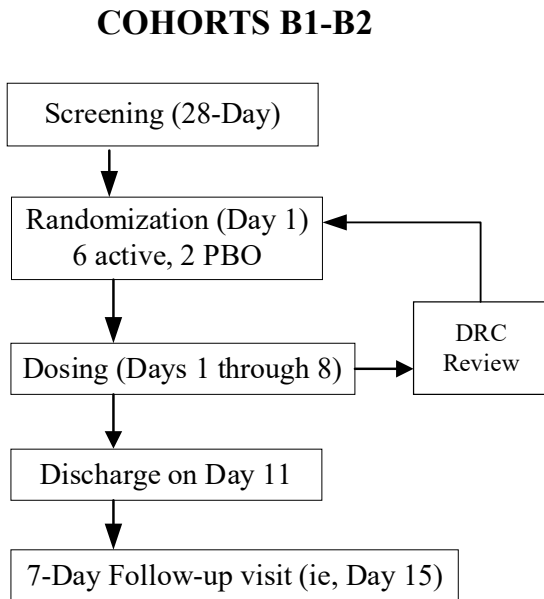 COHORTS B1-B2
Screening (28-Day)
Randomization (Day 1)
6 active, 2 PBO
DRC
Review
Dosing (Days 1 through 8)
Discharge on Day 11
7-Day Follow-up visit (ie, Day 15)